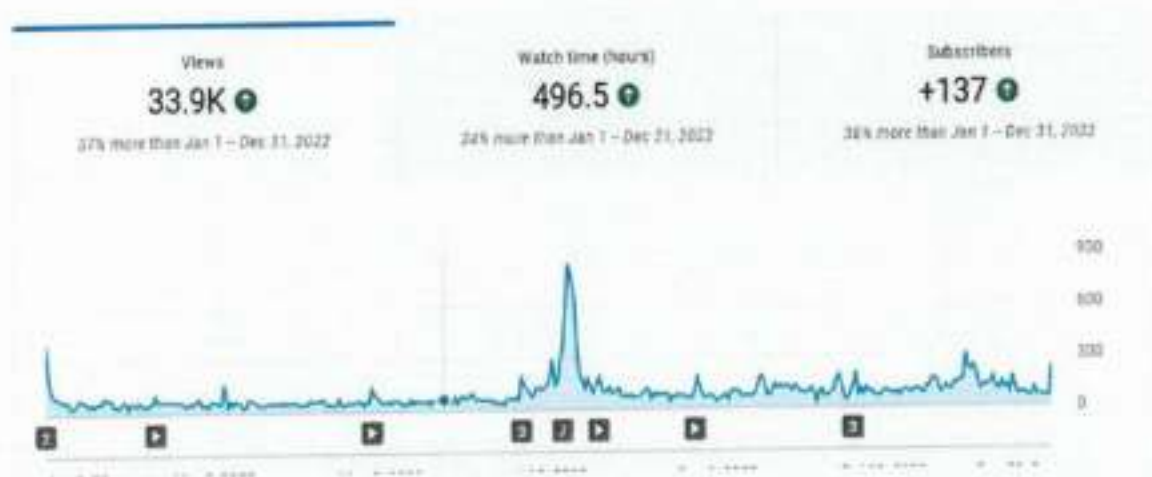 Views
Watch time (hours)
Subscribers
33.9K
496.5
+137
37% more than Jan 1 – Dec 31, 2022
24% more than Jan 1 – Dec 31, 2022
36% more than Jan 1 – Dec 31, 2022
900
600
300
0